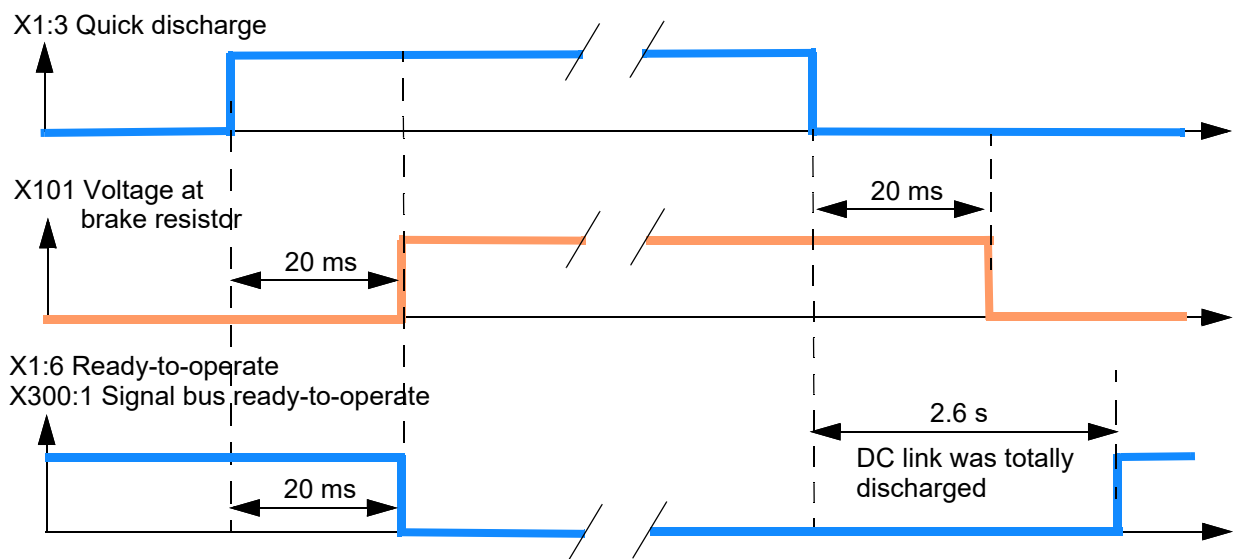 X1:3 Quick discharge
X101 Voltage at
brake resistor
20 ms
20 ms
X1:6 Ready-to-operate
X300:1 Signal bus ready-to-operate
2.6 s
DC link was totally
discharged
20 ms